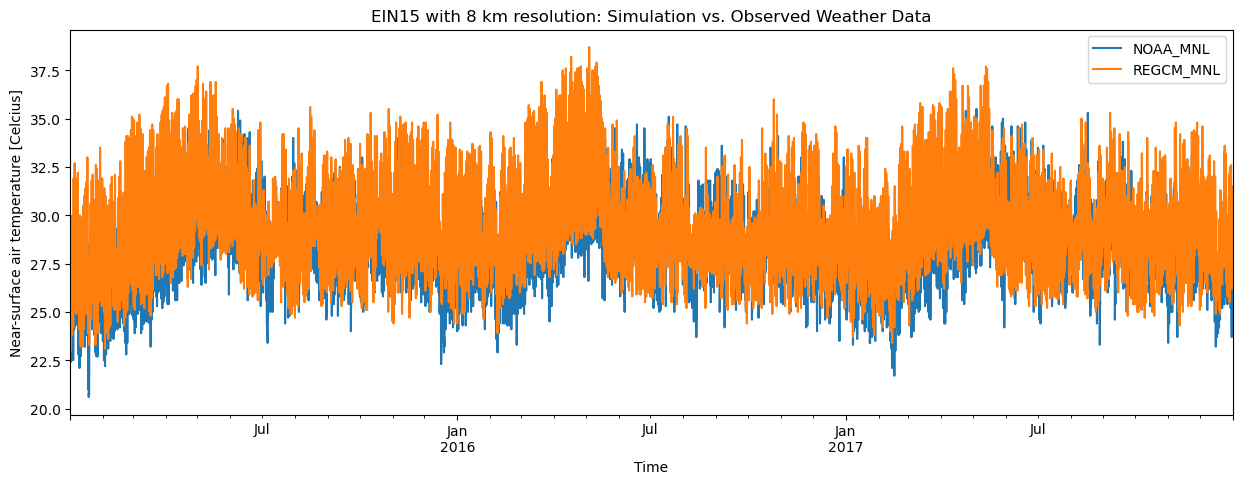 EIN15 with 8 km resolution: Simulation vs. Observed Weather Data
NOAA_MNL
REGCM_MNL
Near-surface air temperature [Celcius]
37.5
35.0
32.5
30.0
27.5
25.0
22.5
20.0
Jul
Jan
2016
Jul
Jan
2017
Jul
Time